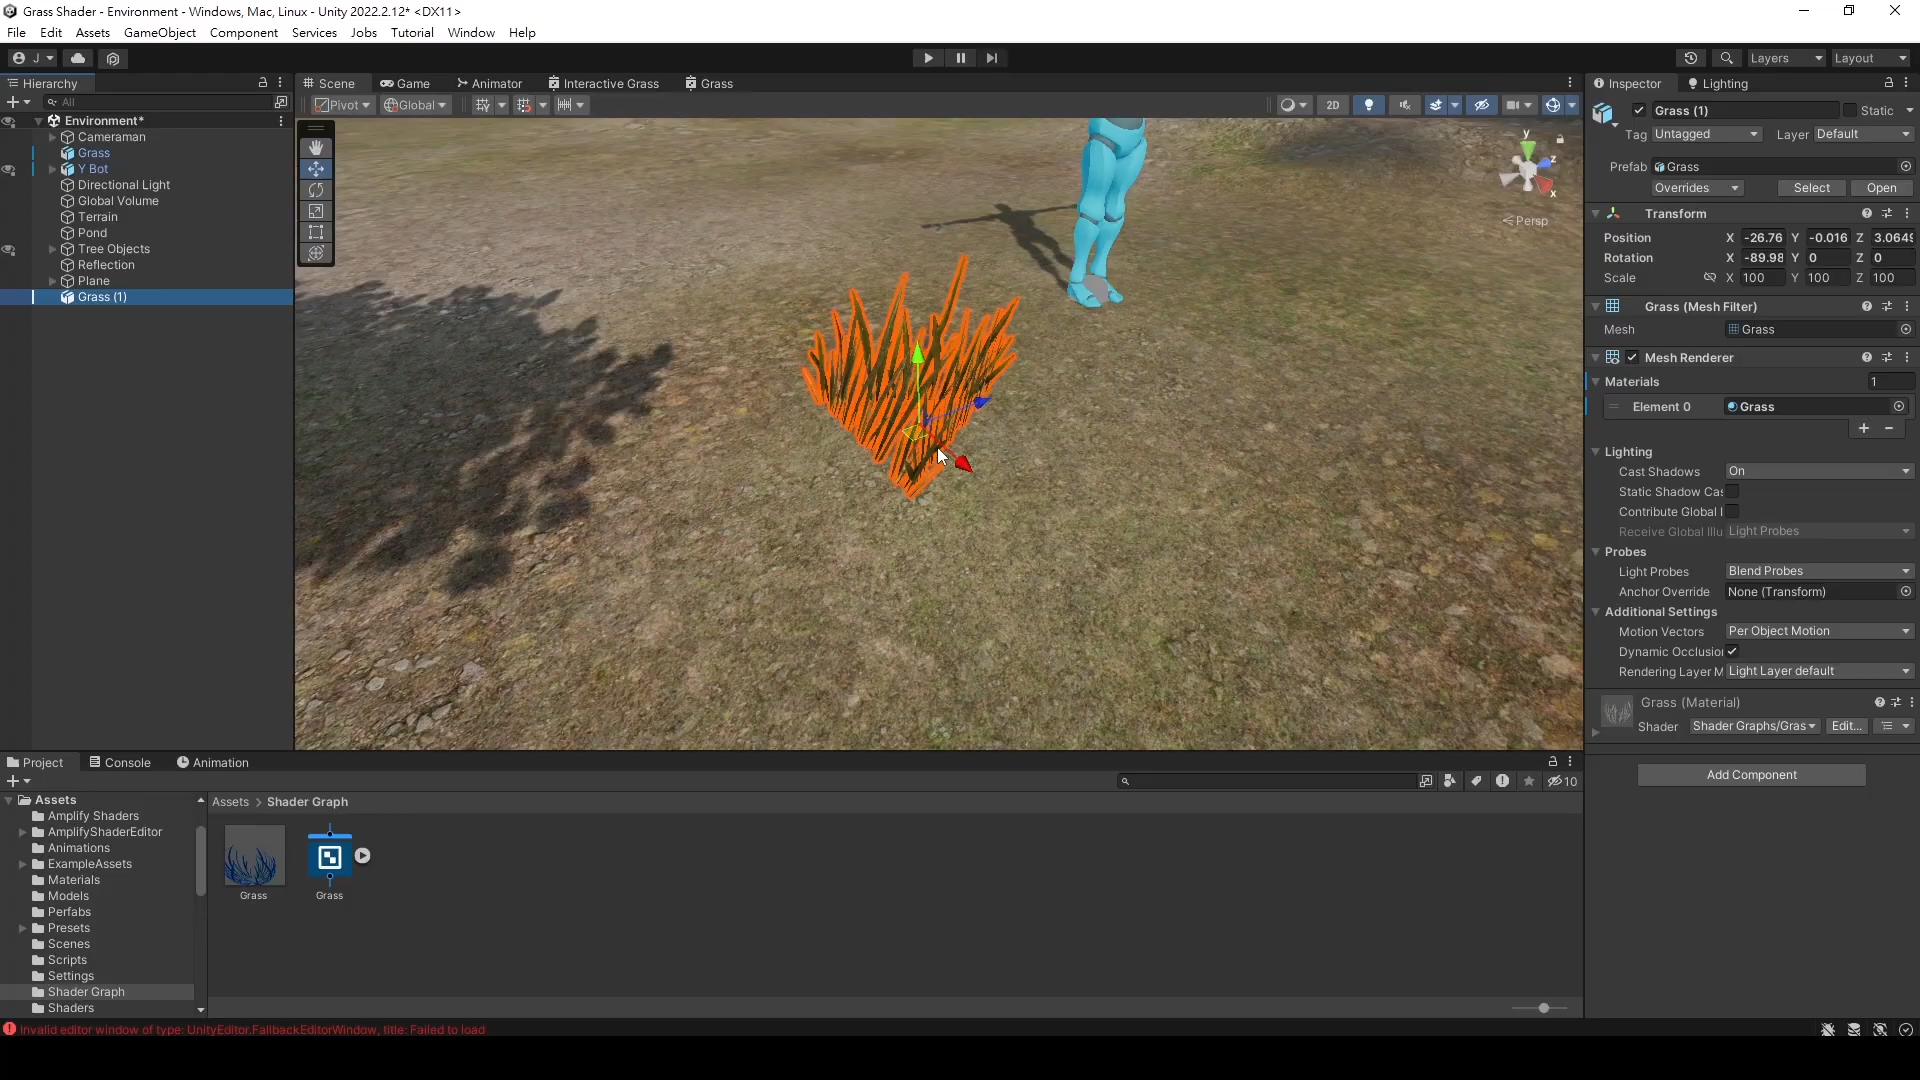 Grass Shader - Environment - Windows, Mac, Linux - Unity 2022.2.12* <DX11>
File Edit Assets GameObject Component Services Jobs Tutorial Window Help
J Layers Layout
Hierarchy Scene Game Animator Interactive Grass Grass Inspector Lighting
All Pivot Global 2D
Grass (1) Static
Tag Untagged Layer Default
Prefab Grass
Overrides Select Open
Environment*
Cameraman
Grass
Y Bot
Directional Light
Global Volume
Terrain
Pond
Tree Objects
Reflection
Plane
Grass (1)
y
z
x
Persp
Transform
Position X -26.76 Y -0.016 Z 3.0649
Rotation X -89.98 Y 0 Z 0
Scale X 100 Y 100 Z 100
Grass (Mesh Filter)
Mesh Grass
Mesh Renderer
Materials 1
Element 0 Grass
Lighting
Cast Shadows On
Static Shadow Cas
Contribute Global I
Receive Global Illu Light Probes
Probes
Light Probes Blend Probes
Anchor Override None (Transform)
Additional Settings
Motion Vectors Per Object Motion
Dynamic Occlusion
Rendering Layer M Light Layer default
Grass (Material)
Shader Shader Graphs/Gras Edit...
Add Component
Project Console Animation
10
Assets
Amplify Shaders
AmplifyShaderEditor
Animations
ExampleAssets
Materials
Models
Perfabs
Presets
Scenes
Scripts
Settings
Shader Graph
Shaders
Assets > Shader Graph
Grass Grass
Invalid editor window of type: UnityEditor.FallbackEditorWindow, title: Failed to load